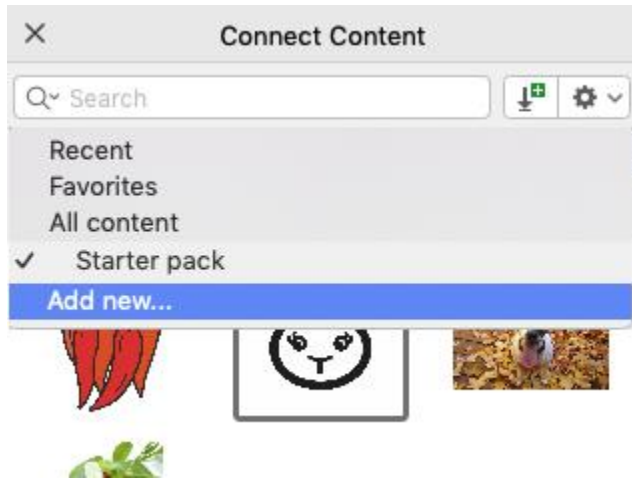 Connect Content
Search
Recent
Favorites
All content
Starter pack
Add new...